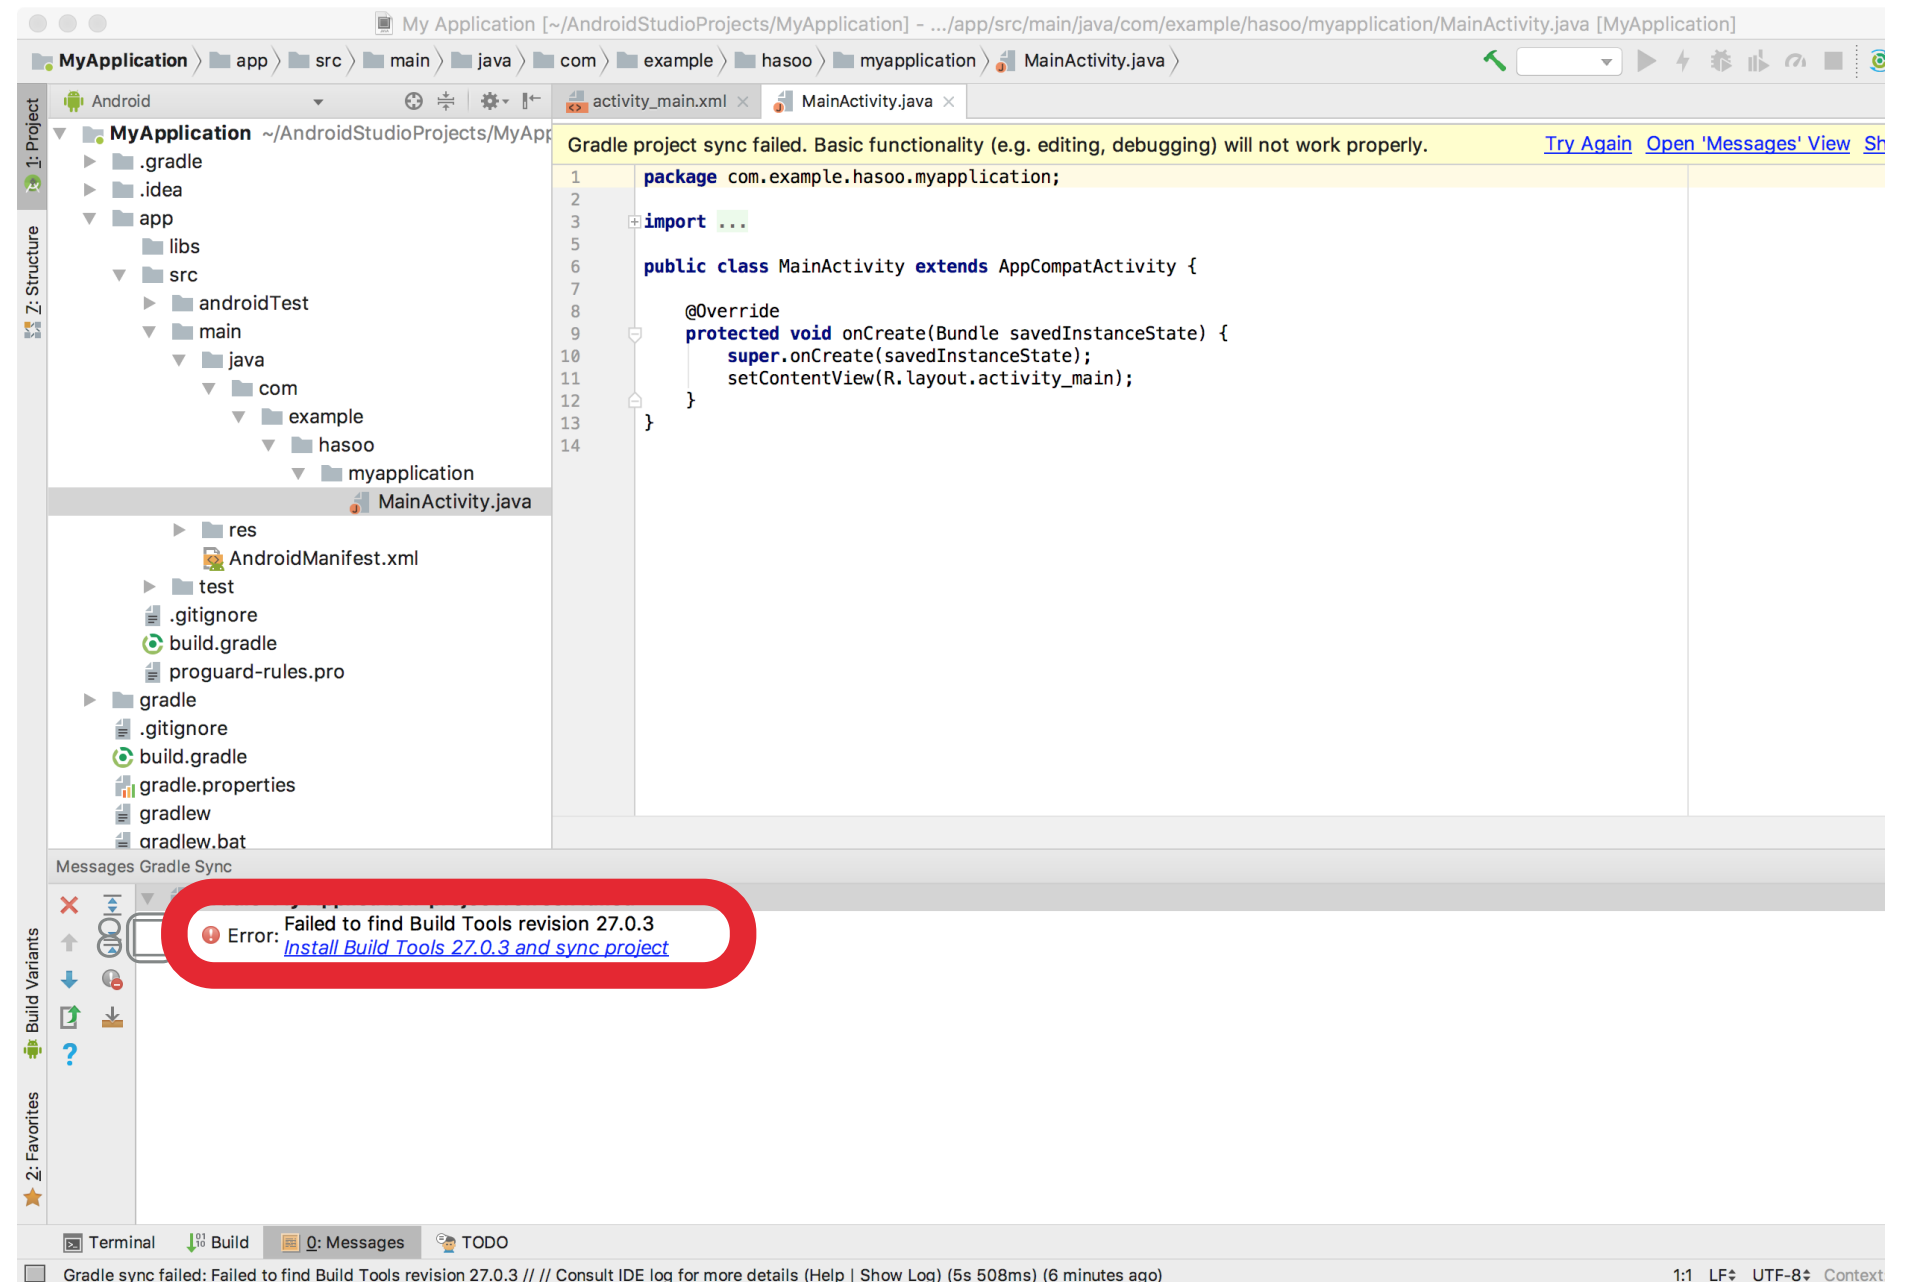 My Application [~/AndroidStudioProjects/MyApplication] - .../app/src/main/java/com/example/hasoo/myapplication/MainActivity.java [MyApplication]
MyApplication app src main java com example hasoo myapplication MainActivity.java
1: Project
Z: Structure
Build Variants
2: Favorites
Android
MyApplication ~/AndroidStudioProjects/MyApp
.gradle
.idea
app
libs
src
androidTest
main
java
com
example
hasoo
myapplication
MainActivity.java
res
AndroidManifest.xml
test
.gitignore
build.gradle
proguard-rules.pro
gradle
.gitignore
build.gradle
gradle.properties
gradlew
gradlew.bat
activity_main.xml MainActivity.java
Gradle project sync failed. Basic functionality (e.g. editing, debugging) will not work properly. Try Again Open 'Messages' View Sh
1 package com.example.hasoo.myapplication;
2
3 import ...
5
6 public class MainActivity extends AppCompatActivity {
7
8 @Override
9 protected void onCreate(Bundle savedInstanceState) {
10 super.onCreate(savedInstanceState);
11 setContentView(R.layout.activity_main);
12 }
13 }
14
Messages Gradle Sync
Error: Failed to find Build Tools revision 27.0.3
Install Build Tools 27.0.3 and sync project
Terminal Build 0: Messages TODO
Gradle sync failed: Failed to find Build Tools revision 27.0.3 // // Consult IDE log for more details (Help | Show Log) (5s 508ms) (6 minutes ago) 1:1 LF UTF-8 Context